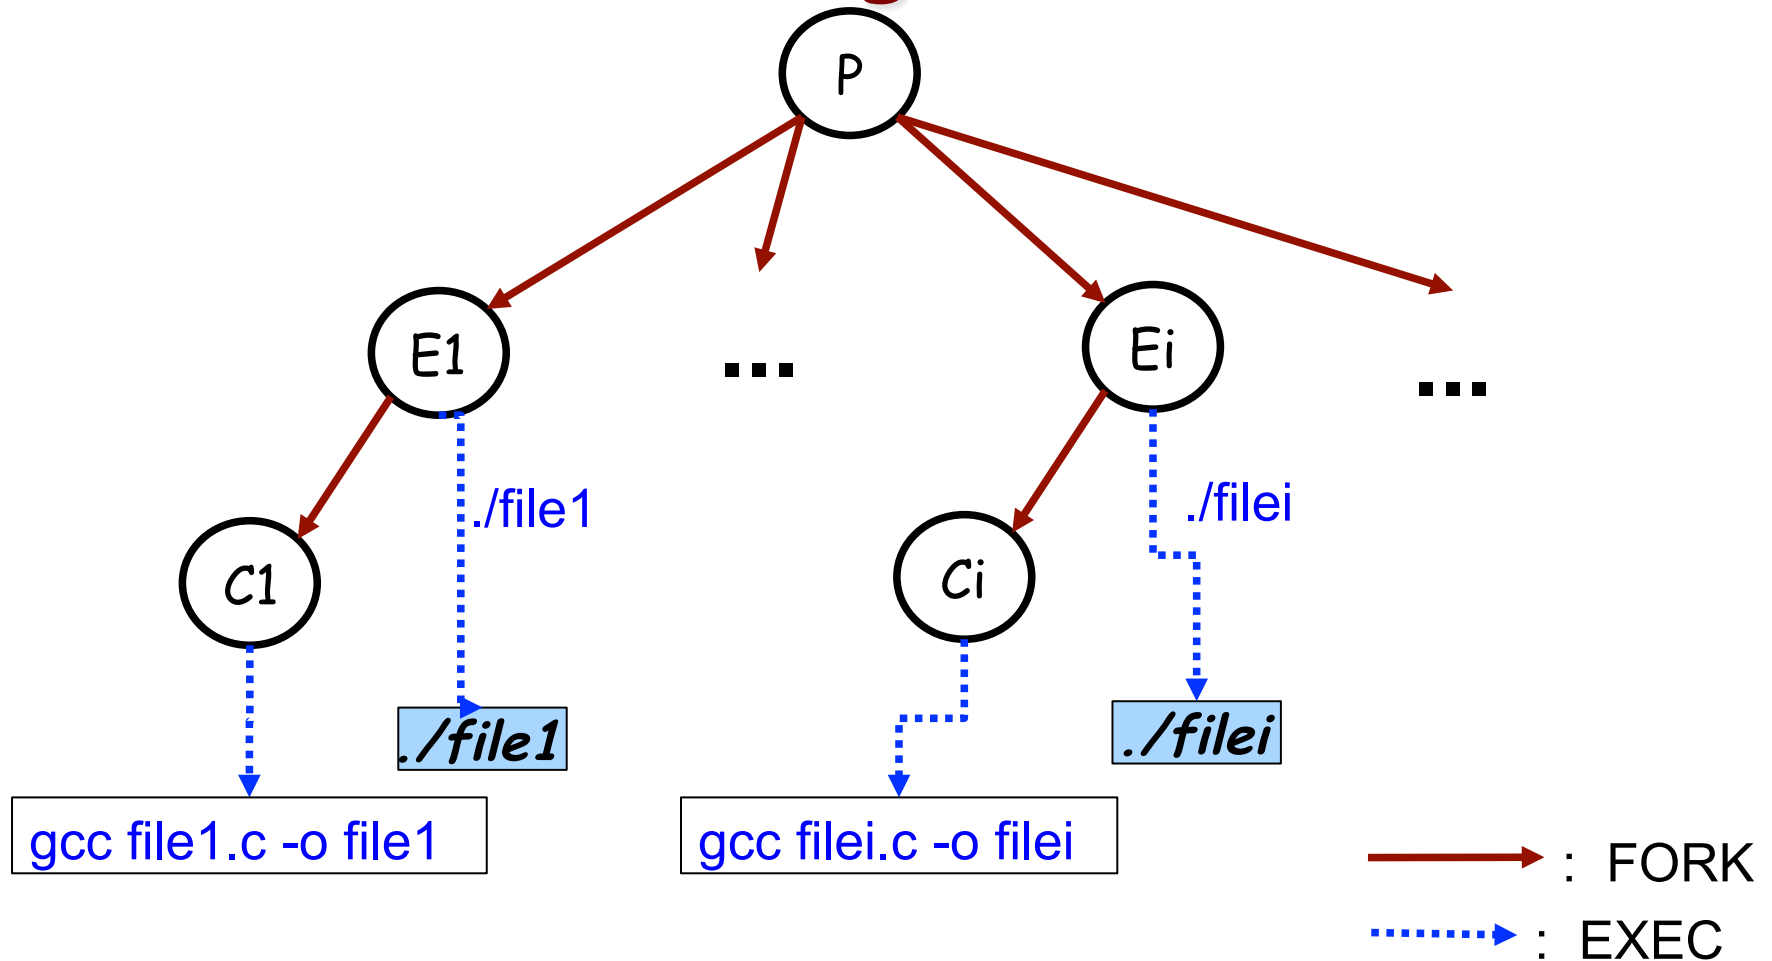 P
E1
...
Ei
...
./file1
./filei
C1
Ci
./file1
./filei
gcc file1.c -o file1
gcc filei.c -o filei
: FORK
: EXEC